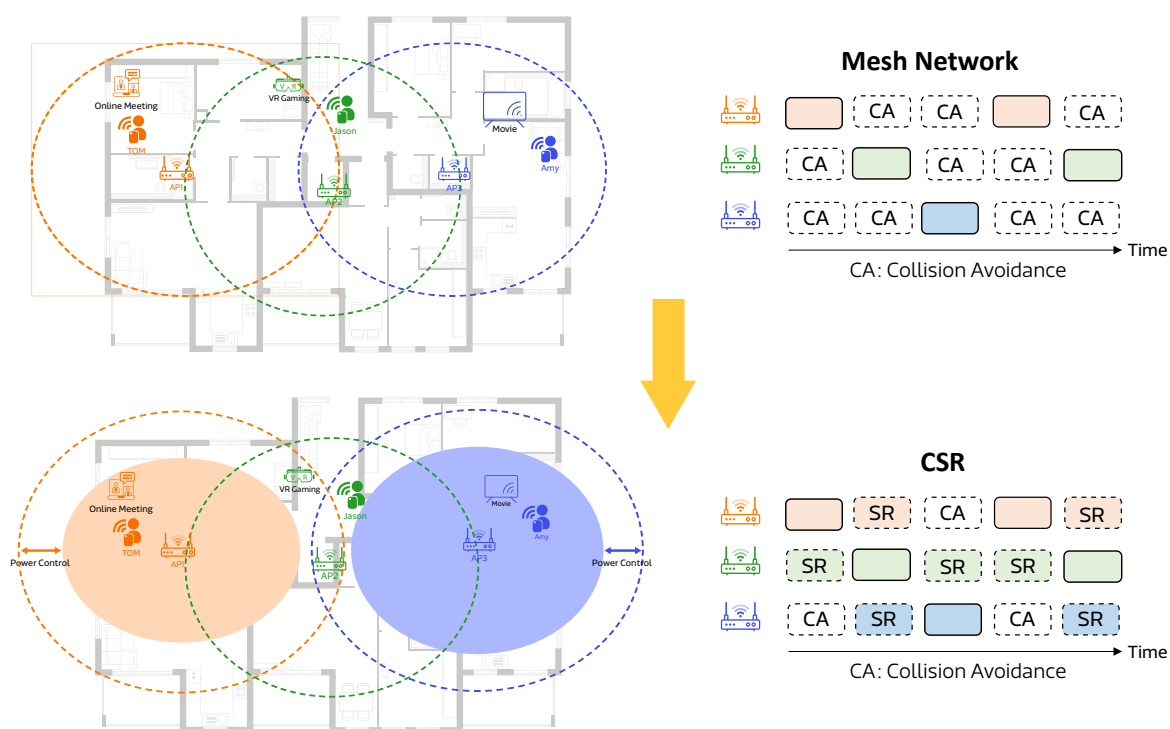 Online Meeting
TOM
AP1
V R
VR Gaming
Jason
AP2
Movie
Amy
AP3
Mesh Network
CA CA CA
CA CA CA
CA CA CA CA
Time
CA: Collision Avoidance
Online Meeting
TOM
AP1
Power Control
V R
VR Gaming
Jason
AP2
Movie
Amy
AP3
Power Control
CSR
SR CA SR
SR SR SR
CA SR CA SR
Time
CA: Collision Avoidance